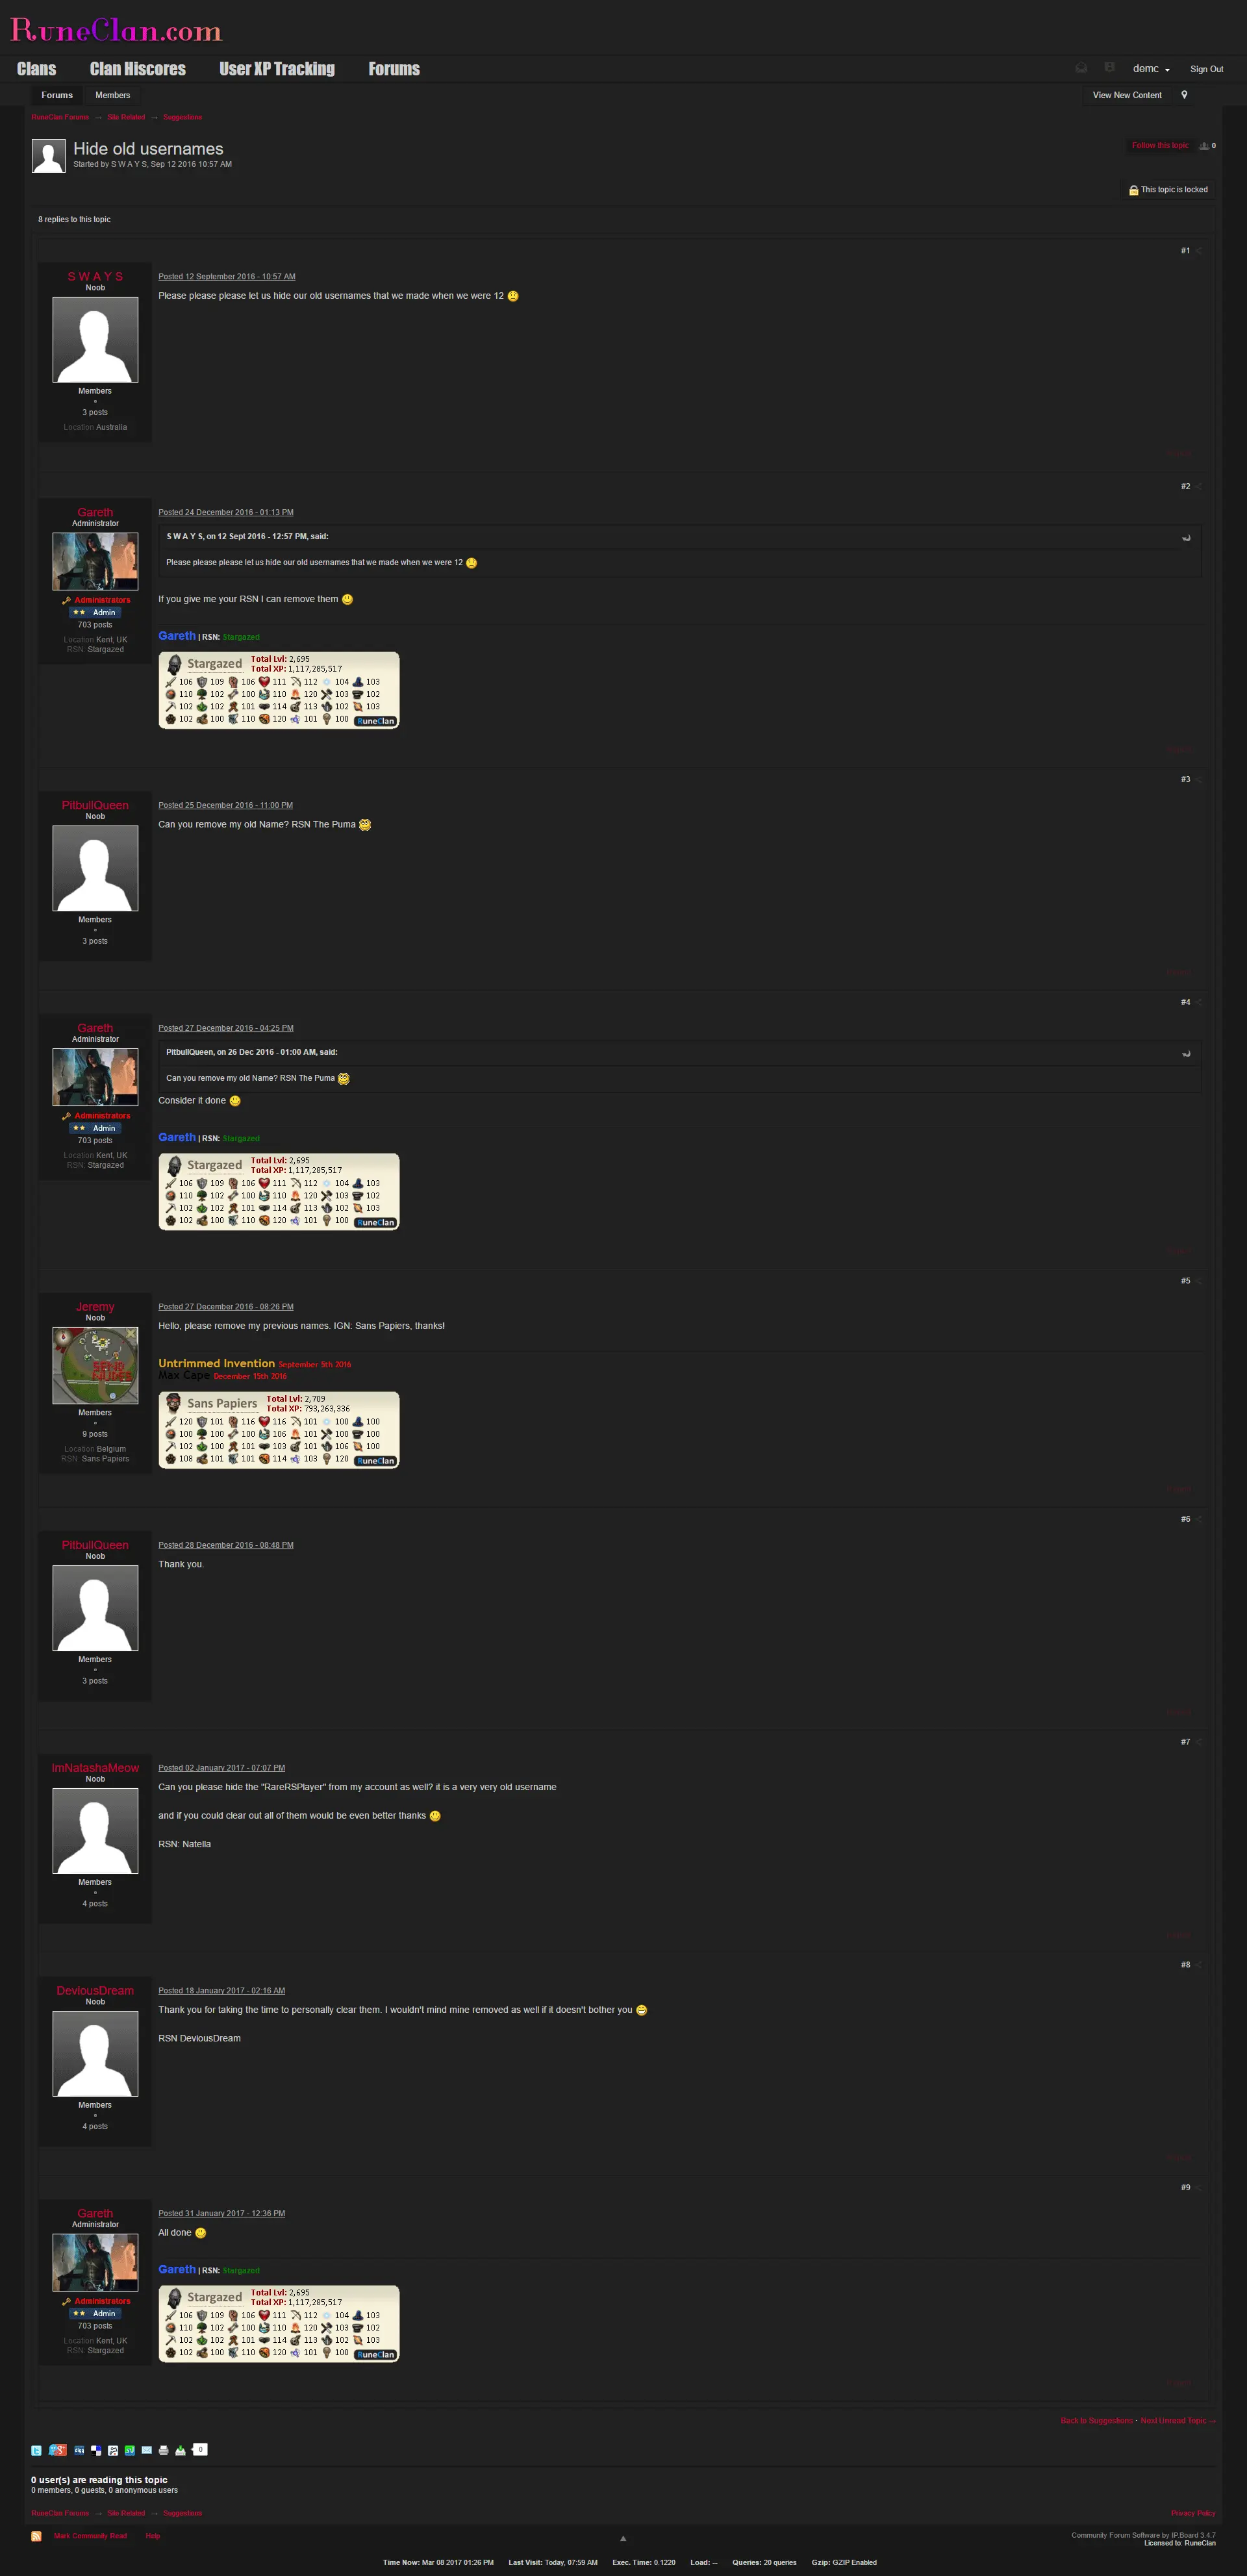 RuneClan.com
Clans Clan Hiscores User XP Tracking Forums demc Sign Out
Forums Members View New Content
RuneClan Forums → Site Related → Suggestions
Hide old usernames
Started by S W A Y S, Sep 12 2016 10:57 AM
Follow this topic 0
This topic is locked
8 replies to this topic
#1
S W A Y S
Noob
Members
3 posts
Location Australia
Posted 12 September 2016 - 10:57 AM
Please please please let us hide our old usernames that we made when we were 12
#2
Gareth
Administrator
Administrators
Admin
703 posts
Location Kent, UK
RSN: Stargazed
Posted 24 December 2016 - 01:13 PM
S W A Y S, on 12 Sept 2016 - 12:57 PM, said:
Please please please let us hide our old usernames that we made when we were 12
If you give me your RSN I can remove them
Gareth | RSN: Stargazed
Stargazed Total Lvl: 2,695
Total XP: 1,117,285,517
106 109 106 111 112 104 103
110 102 100 110 120 103 102
102 102 101 114 113 102 103
102 100 110 120 101 100 RuneClan
#3
PitbullQueen
Noob
Members
3 posts
Posted 25 December 2016 - 11:00 PM
Can you remove my old Name? RSN The Puma
#4
Gareth
Administrator
Administrators
Admin
703 posts
Location Kent, UK
RSN: Stargazed
Posted 27 December 2016 - 04:25 PM
PitbullQueen, on 26 Dec 2016 - 01:00 AM, said:
Can you remove my old Name? RSN The Puma
Consider it done
Gareth | RSN: Stargazed
Stargazed Total Lvl: 2,695
Total XP: 1,117,285,517
106 109 106 111 112 104 103
110 102 100 110 120 103 102
102 102 101 114 113 102 103
102 100 110 120 101 100 RuneClan
#5
Jeremy
Noob
SEND NUDES
Members
9 posts
Location Belgium
RSN: Sans Papiers
Posted 27 December 2016 - 08:26 PM
Hello, please remove my previous names. IGN: Sans Papiers, thanks!
Untrimmed Invention September 5th 2016
Max Cape December 15th 2016
Sans Papiers Total Lvl: 2,709
Total XP: 793,263,336
120 101 116 116 101 100 100
100 100 100 106 101 100 100
102 100 101 103 101 106 100
108 101 101 114 103 120 RuneClan
#6
PitbullQueen
Noob
Members
3 posts
Posted 28 December 2016 - 08:48 PM
Thank you.
#7
ImNatashaMeow
Noob
Members
4 posts
Posted 02 January 2017 - 07:07 PM
Can you please hide the "RareRSPlayer" from my account as well? it is a very very old username
and if you could clear out all of them would be even better thanks
RSN: Natella
#8
DeviousDream
Noob
Members
4 posts
Posted 18 January 2017 - 02:16 AM
Thank you for taking the time to personally clear them. I wouldn't mind mine removed as well if it doesn't bother you
RSN DeviousDream
#9
Gareth
Administrator
Administrators
Admin
703 posts
Location Kent, UK
RSN: Stargazed
Posted 31 January 2017 - 12:36 PM
All done
Gareth | RSN: Stargazed
Stargazed Total Lvl: 2,695
Total XP: 1,117,285,517
106 109 106 111 112 104 103
110 102 100 110 120 103 102
102 102 101 114 113 102 103
102 100 110 120 101 100 RuneClan
Back to Suggestions · Next Unread Topic →
0
0 user(s) are reading this topic
0 members, 0 guests, 0 anonymous users
RuneClan Forums → Site Related → Suggestions Privacy Policy
Mark Community Read Help
Community Forum Software by IP.Board 3.4.7
Licensed to: RuneClan
Time Now: Mar 08 2017 01:26 PM Last Visit: Today, 07:59 AM Exec. Time: 0.1220 Load: -- Queries: 20 queries Gzip: GZIP Enabled